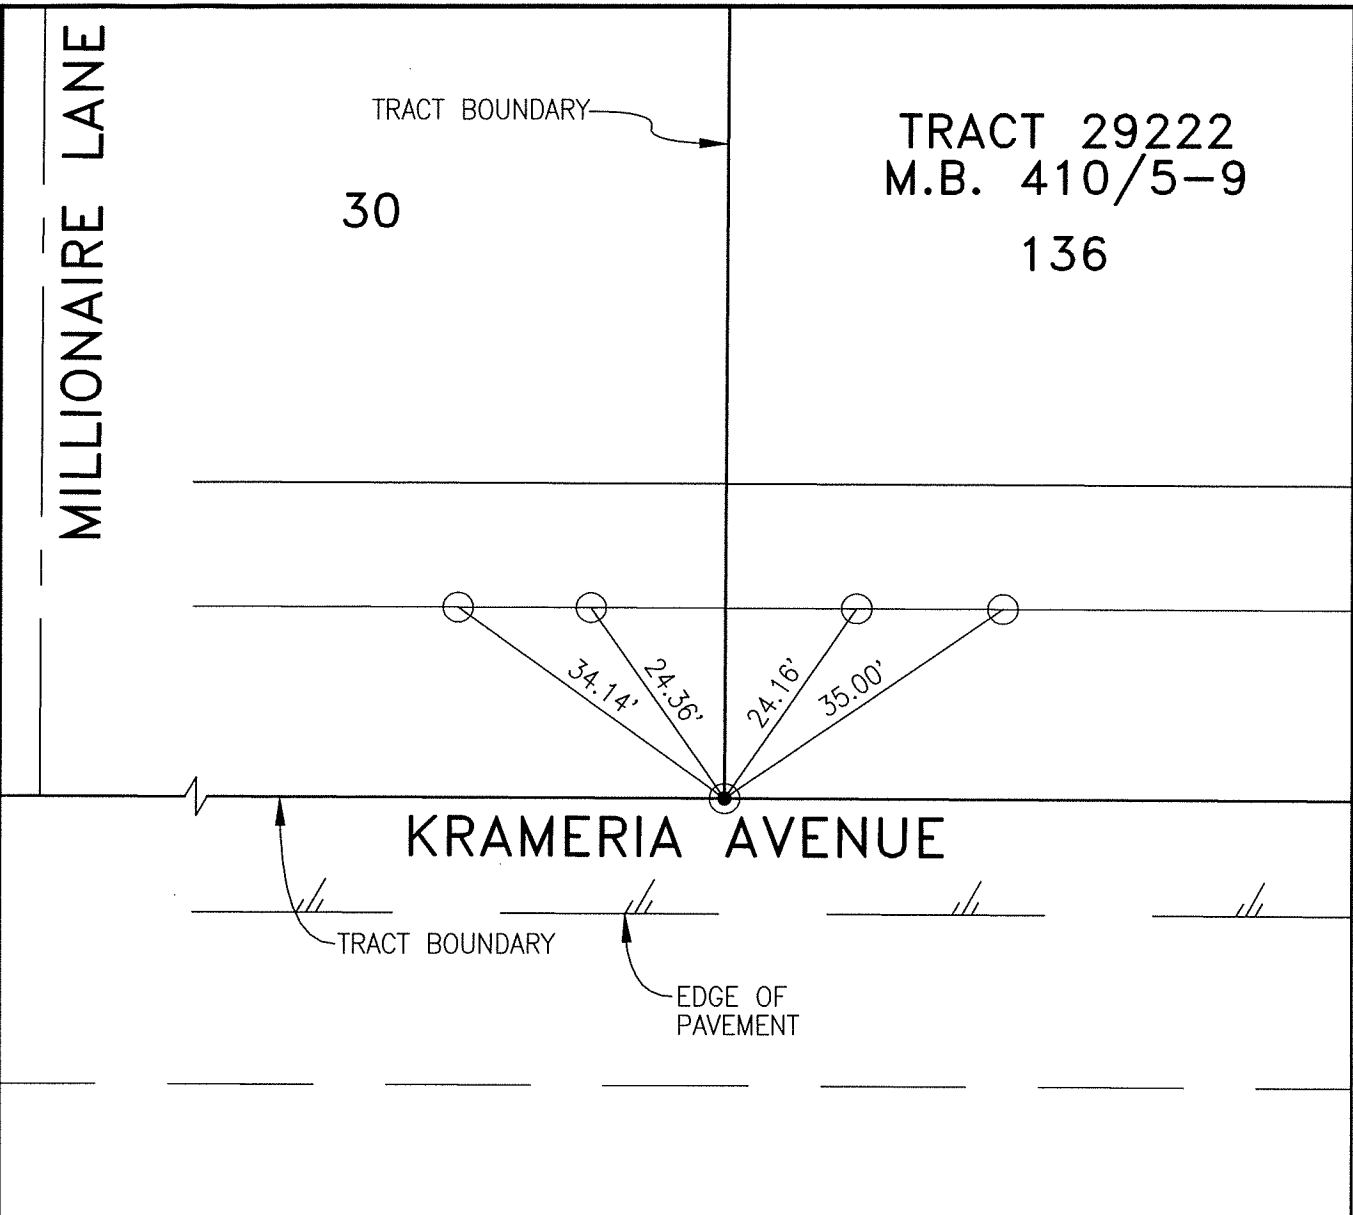 MILLIONAIRE LANE
TRACT BOUNDARY
30
TRACT 29222
M.B. 410/5-9
136
34.14'
24.36'
24.16'
35.00'
KRAMERIA AVENUE
TRACT BOUNDARY
EDGE OF
PAVEMENT